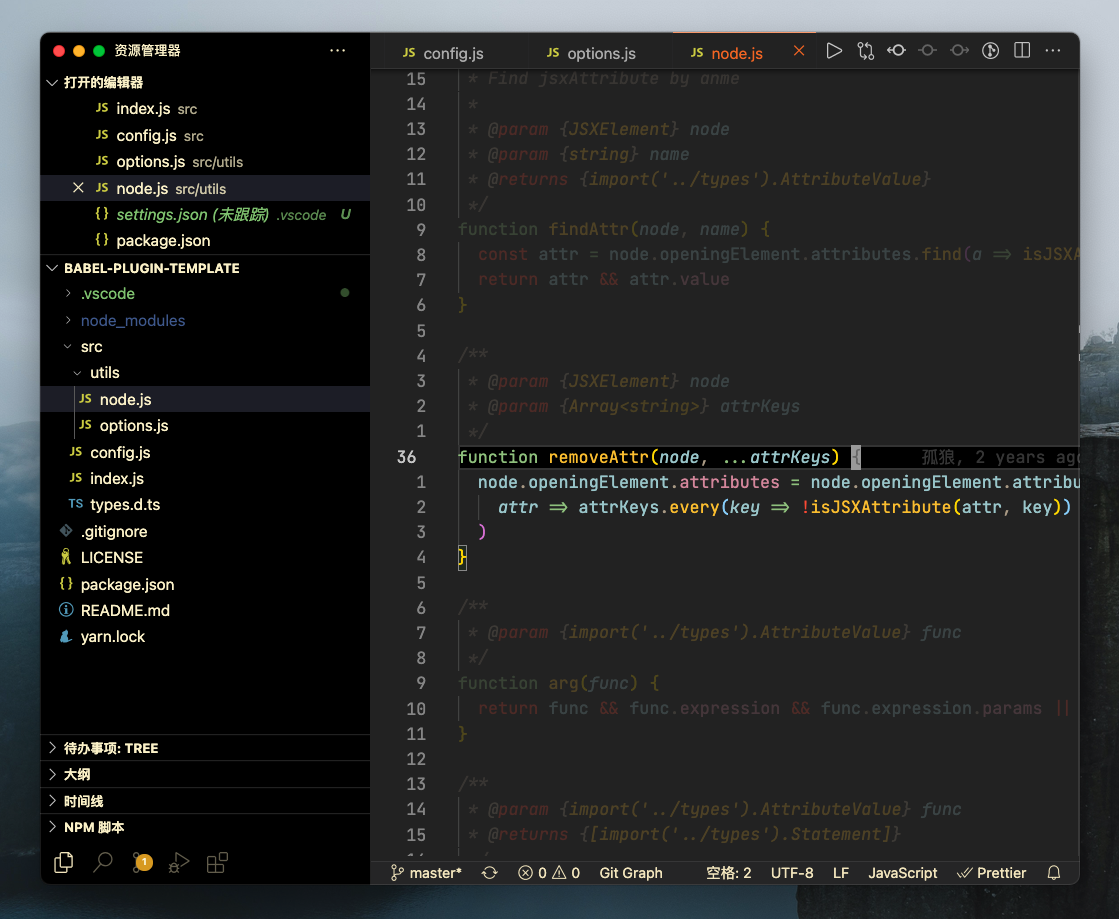 资源管理器
打开的编辑器
JS index.js src
JS config.js src
JS options.js src/utils
JS node.js src/utils
{} settings.json (未跟踪) .vscode U
{} package.json
BABEL-PLUGIN-TEMPLATE
.vscode
node_modules
src
utils
JS node.js
JS options.js
JS config.js
JS index.js
TS types.d.ts
.gitignore
LICENSE
{} package.json
README.md
yarn.lock
待办事项: TREE
大纲
时间线
NPM 脚本
1
JS config.js
JS options.js
JS node.js
15 * Find jsxAttribute by anme
14 *
13 * @param {JSXElement} node
12 * @param {string} name
11 * @returns {import('../types').AttributeValue}
10 */
9 function findAttr(node, name) {
8 const attr = node.openingElement.attributes.find(a => isJSXA
7 return attr && attr.value
6 }
5
4 /**
3 * @param {JSXElement} node
2 * @param {Array<string>} attrKeys
1 */
36 function removeAttr(node, ...attrKeys) { 孤狼, 2 years ago
1 node.openingElement.attributes = node.openingElement.attribu
2 attr => attrKeys.every(key => !isJSXAttribute(attr, key))
3 )
4 }
5
6 /**
7 * @param {import('../types').AttributeValue} func
8 */
9 function arg(func) {
10 return func && func.expression && func.expression.params ||
11 }
12
13 /**
14 * @param {import('../types').AttributeValue} func
15 * @returns {[import('../types').Statement]}
master* 0 0 Git Graph 空格: 2 UTF-8 LF JavaScript Prettier